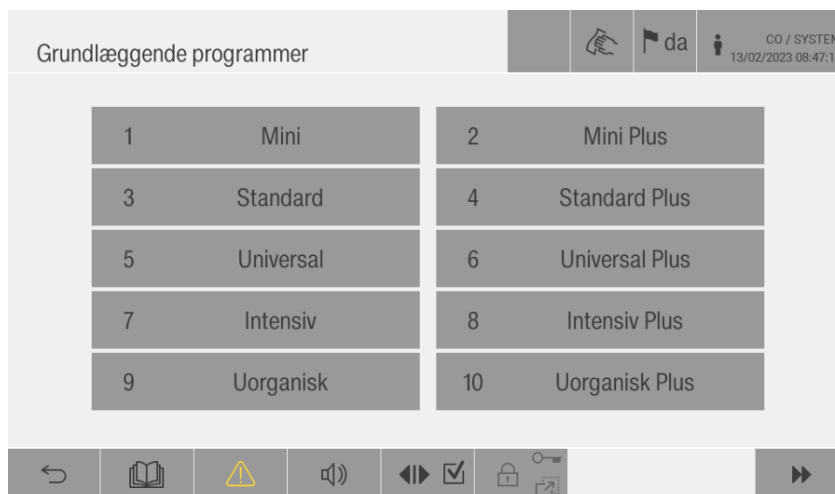 Grundlæggende programmer
da
CO / SYSTEM
13/02/2023 08:47:1
1 Mini
2 Mini Plus
3 Standard
4 Standard Plus
5 Universal
6 Universal Plus
7 Intensiv
8 Intensiv Plus
9 Uorganisk
10 Uorganisk Plus